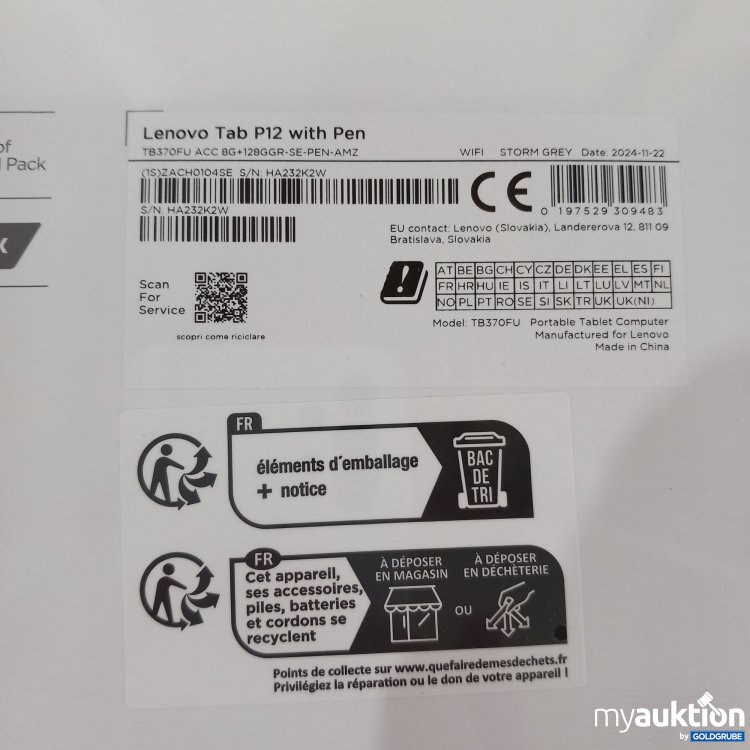 of
l Pack
K
Lenovo Tab P12 with Pen
TB370FU ACC 8G+128GGR-SE-PEN-AMZ WIFI STORM GREY Date: 2024-11-22
(1S)ZACH0104SE S/N: HA232K2W
S/N: HA232K2W
CE
0 197529 309483
EU contact: Lenovo (Slovakia), Landererova 12, 811 09
Bratislava, Slovakia
Scan
For
Service
scopri come riciclare
AT BE BG CH CY CZ DE DK EE EL ES FI
FR HR HU IE IS IT LI LT LU LV MT NL
NO PL PT RO SE SI SK TR UK UK(NI)
Model: TB370FU Portable Tablet Computer
Manufactured for Lenovo
Made in China
FR
éléments d'emballage
+ notice
BAC
DE
TRI
FR
Cet appareil,
ses accessoires,
piles, batteries
et cordons se
recyclent
À DÉPOSER
EN MAGASIN
OU
À DÉPOSER
EN DÉCHÈTERIE
Points de collecte sur www.quefairedemesdechets.fr
Privilégiez la réparation ou le don de votre appareil !
myauktion
by GOLDGRUBE